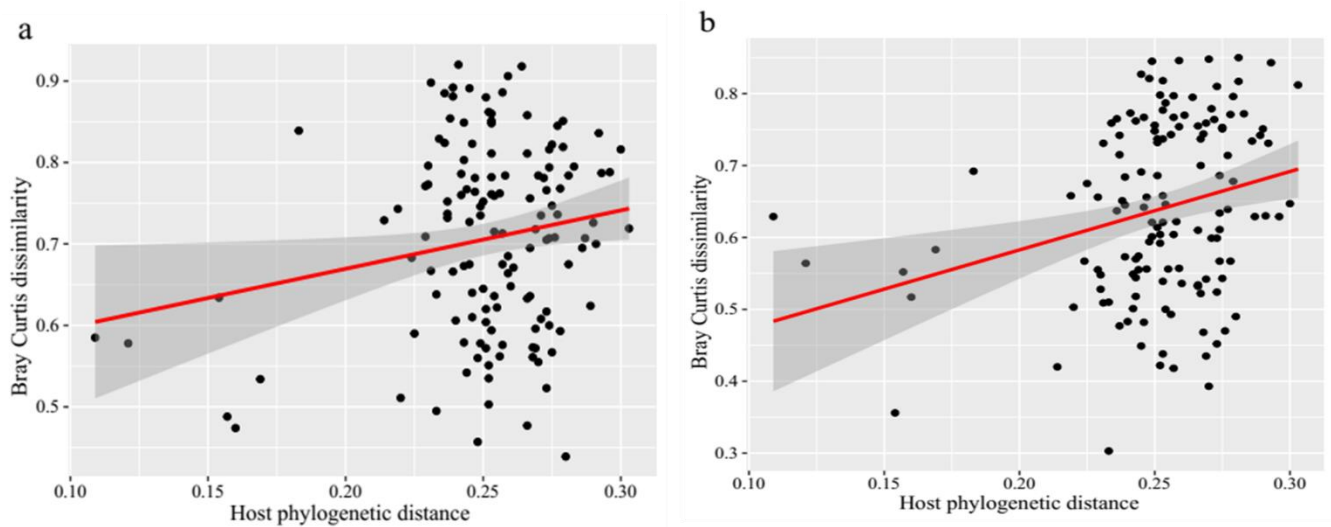 a
Bray Curtis dissimilarity
0.9
0.8
0.7
0.6
0.5
0.10 0.15 0.20 0.25 0.30
Host phylogenetic distance
b
Bray Curtis dissimilarity
0.8
0.7
0.6
0.5
0.4
0.3
0.10 0.15 0.20 0.25 0.30
Host phylogenetic distance